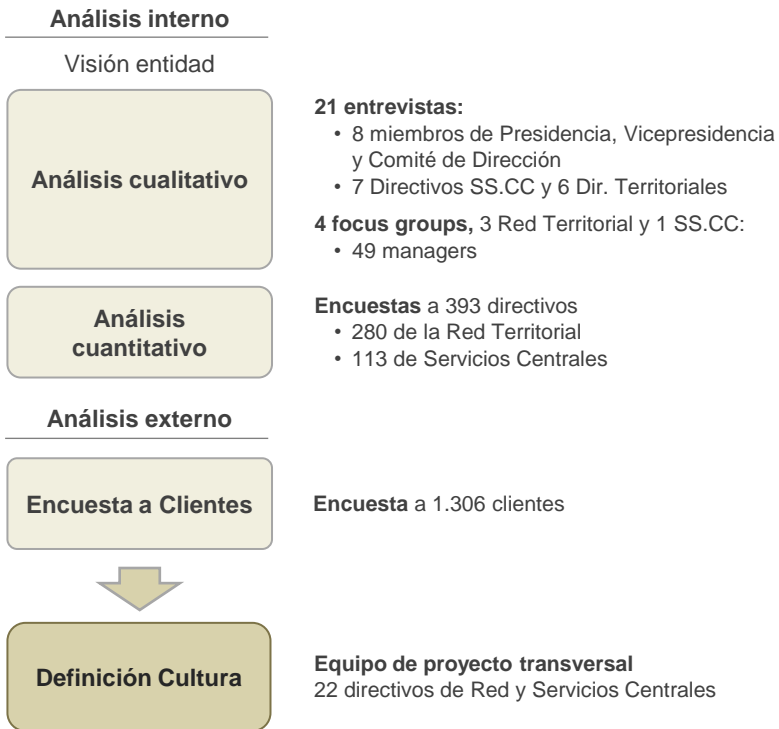 Análisis interno
Visión entidad
Análisis cualitativo
21 entrevistas:
• 8 miembros de Presidencia, Vicepresidencia
y Comité de Dirección
• 7 Directivos SS.CC y 6 Dir. Territoriales
4 focus groups, 3 Red Territorial y 1 SS.CC:
• 49 managers
Análisis
cuantitativo
Encuestas a 393 directivos
• 280 de la Red Territorial
• 113 de Servicios Centrales
Análisis externo
Encuesta a Clientes
Encuesta a 1.306 clientes
Definición Cultura
Equipo de proyecto transversal
22 directivos de Red y Servicios Centrales